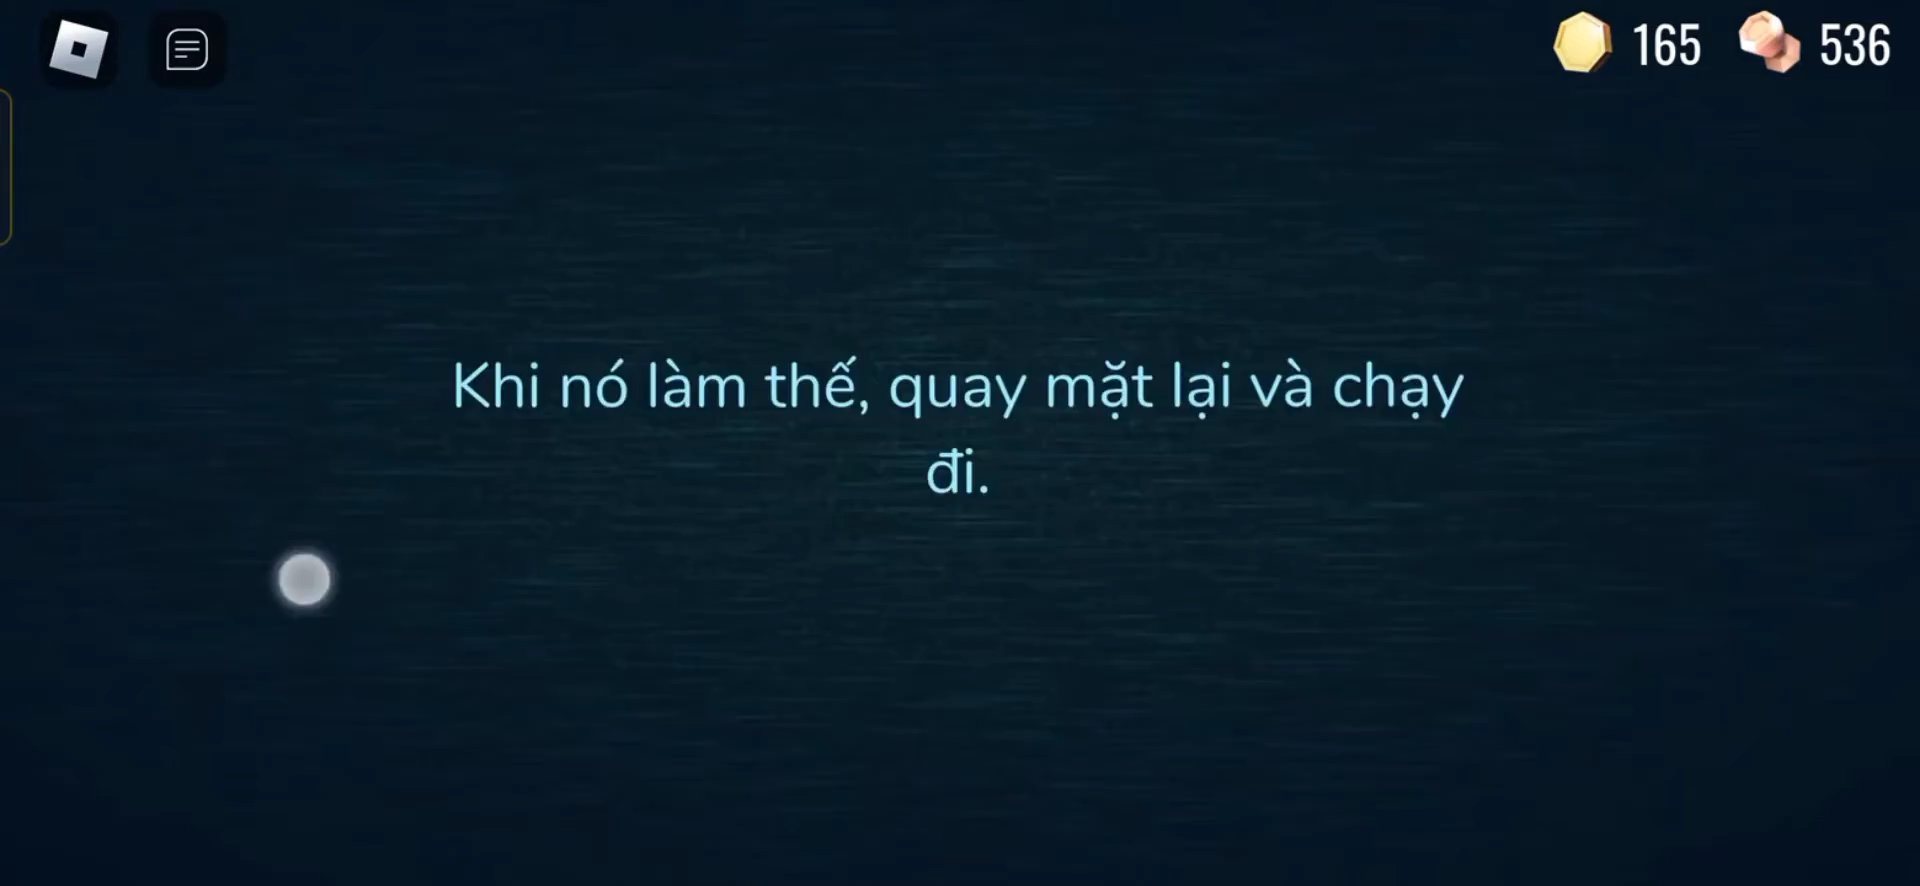 165 536
Khi nó làm thế, quay mặt lại và chạy
đi.